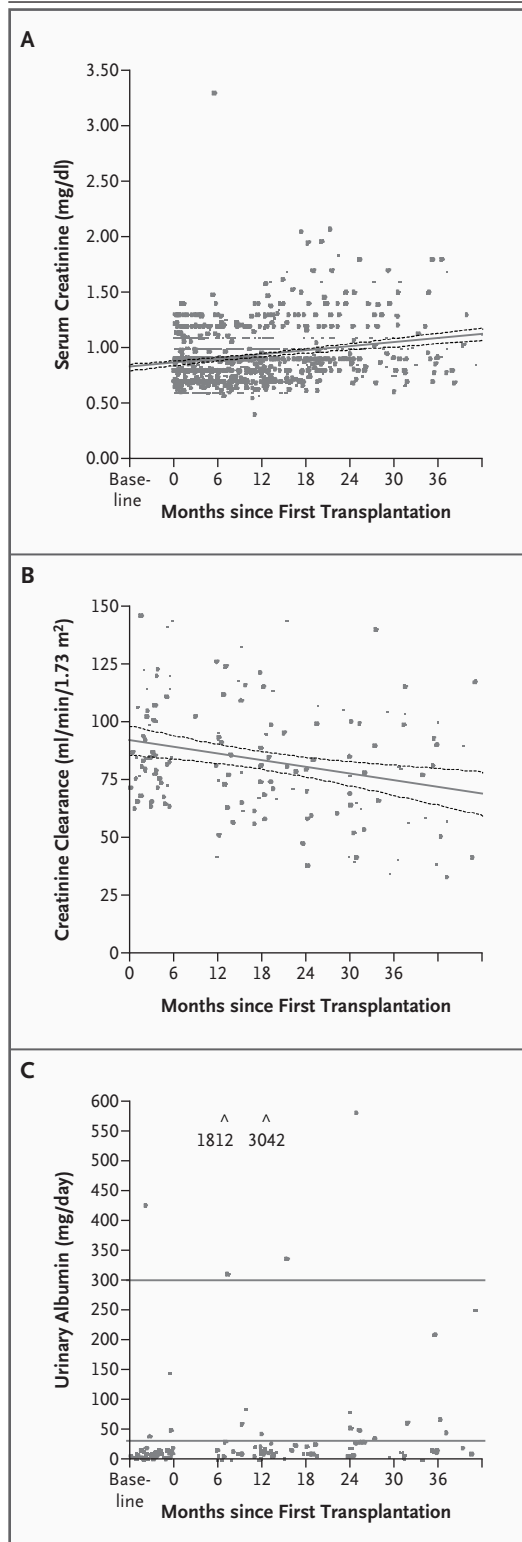 A
3.50
3.00
2.50
2.00
1.50
1.00
0.50
0.00
Serum Creatinine (mg/dl)
Base- 0 6 12 18 24 30 36
line
Months since First Transplantation
B
150
125
100
75
50
25
0
Creatinine Clearance (ml/min/1.73 m²)
0 6 12 18 24 30 36
Months since First Transplantation
C
600
550
500
450
400
350
300
250
200
150
100
50
0
^ ^
1812 3042
Urinary Albumin (mg/day)
Base- 0 6 12 18 24 30 36
line
Months since First Transplantation